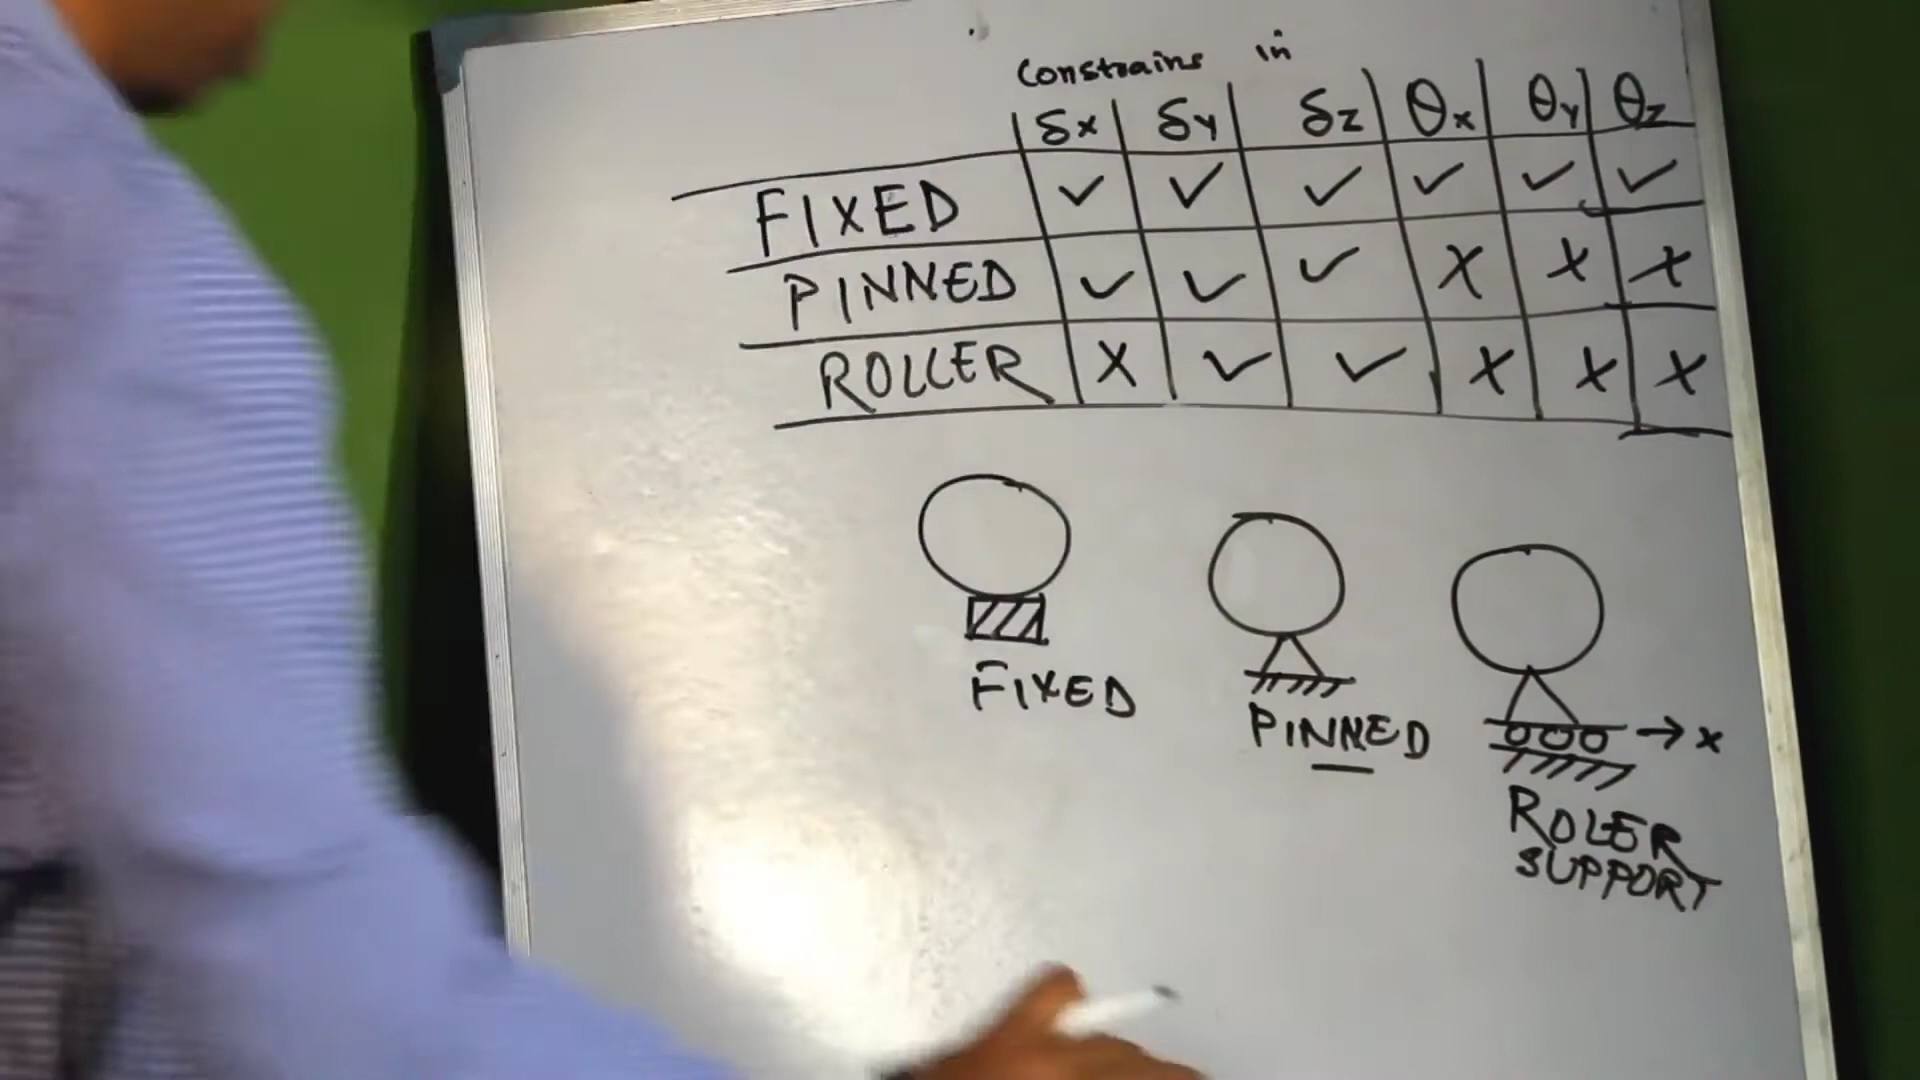 Constrains in
δx δy δz θx θy θz
FIXED ✓ ✓ ✓ ✓ ✓ ✓
PINNED ✓ ✓ ✓ X X X
ROLLER X ✓ ✓ X X X
FIXED
PINNED
→ x
ROLER
SUPPORT